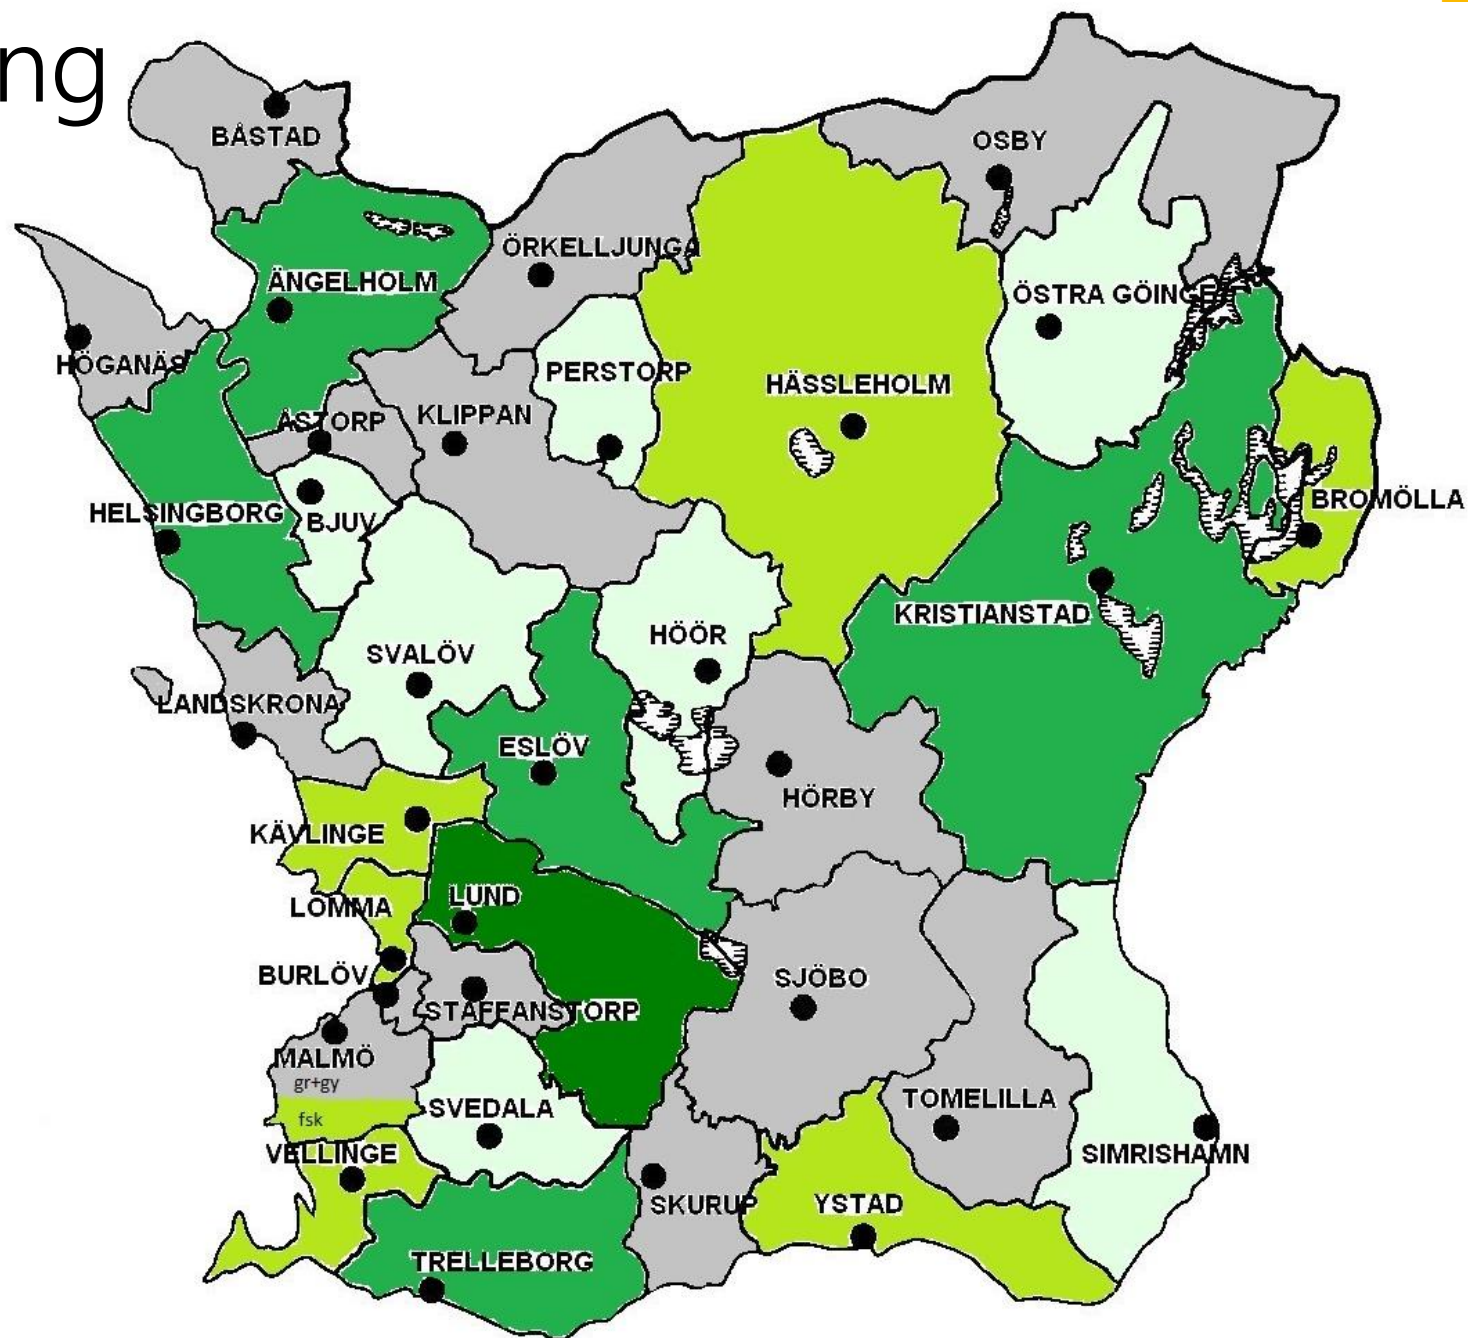 ng
BÅSTAD
OSBY
ÖRKELLJUNGA
ÄNGELHOLM
ÖSTRA GÖINGE
HÖGANÄS
PERSTORP
HÄSSLEHOLM
ÅSTORP
KLIPPAN
BROMÖLLA
HELSINGBORG
BJUV
KRISTIANSTAD
HÖÖR
SVALÖV
LANDSKRONA
ESLÖV
HÖRBY
KÄVLINGE
LUND
LOMMA
BURLÖV
SJÖBO
STAFFANSTORP
MALMÖ
gr+gy
TOMELILLA
SVEDALA
fsk
VELLINGE
SIMRISHAMN
SKURUP
YSTAD
TRELLEBORG